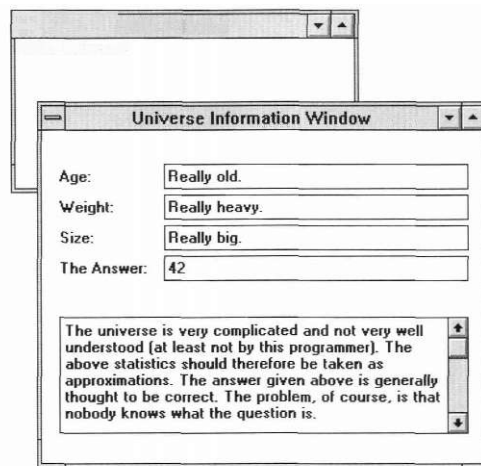 Universe Information Window
Age: Really old.
Weight: Really heavy.
Size: Really big.
The Answer: 42
The universe is very complicated and not very well
understood (at least not by this programmer). The
above statistics should therefore be taken as
approximations. The answer given above is generally
thought to be correct. The problem, of course, is that
nobody knows what the question is.